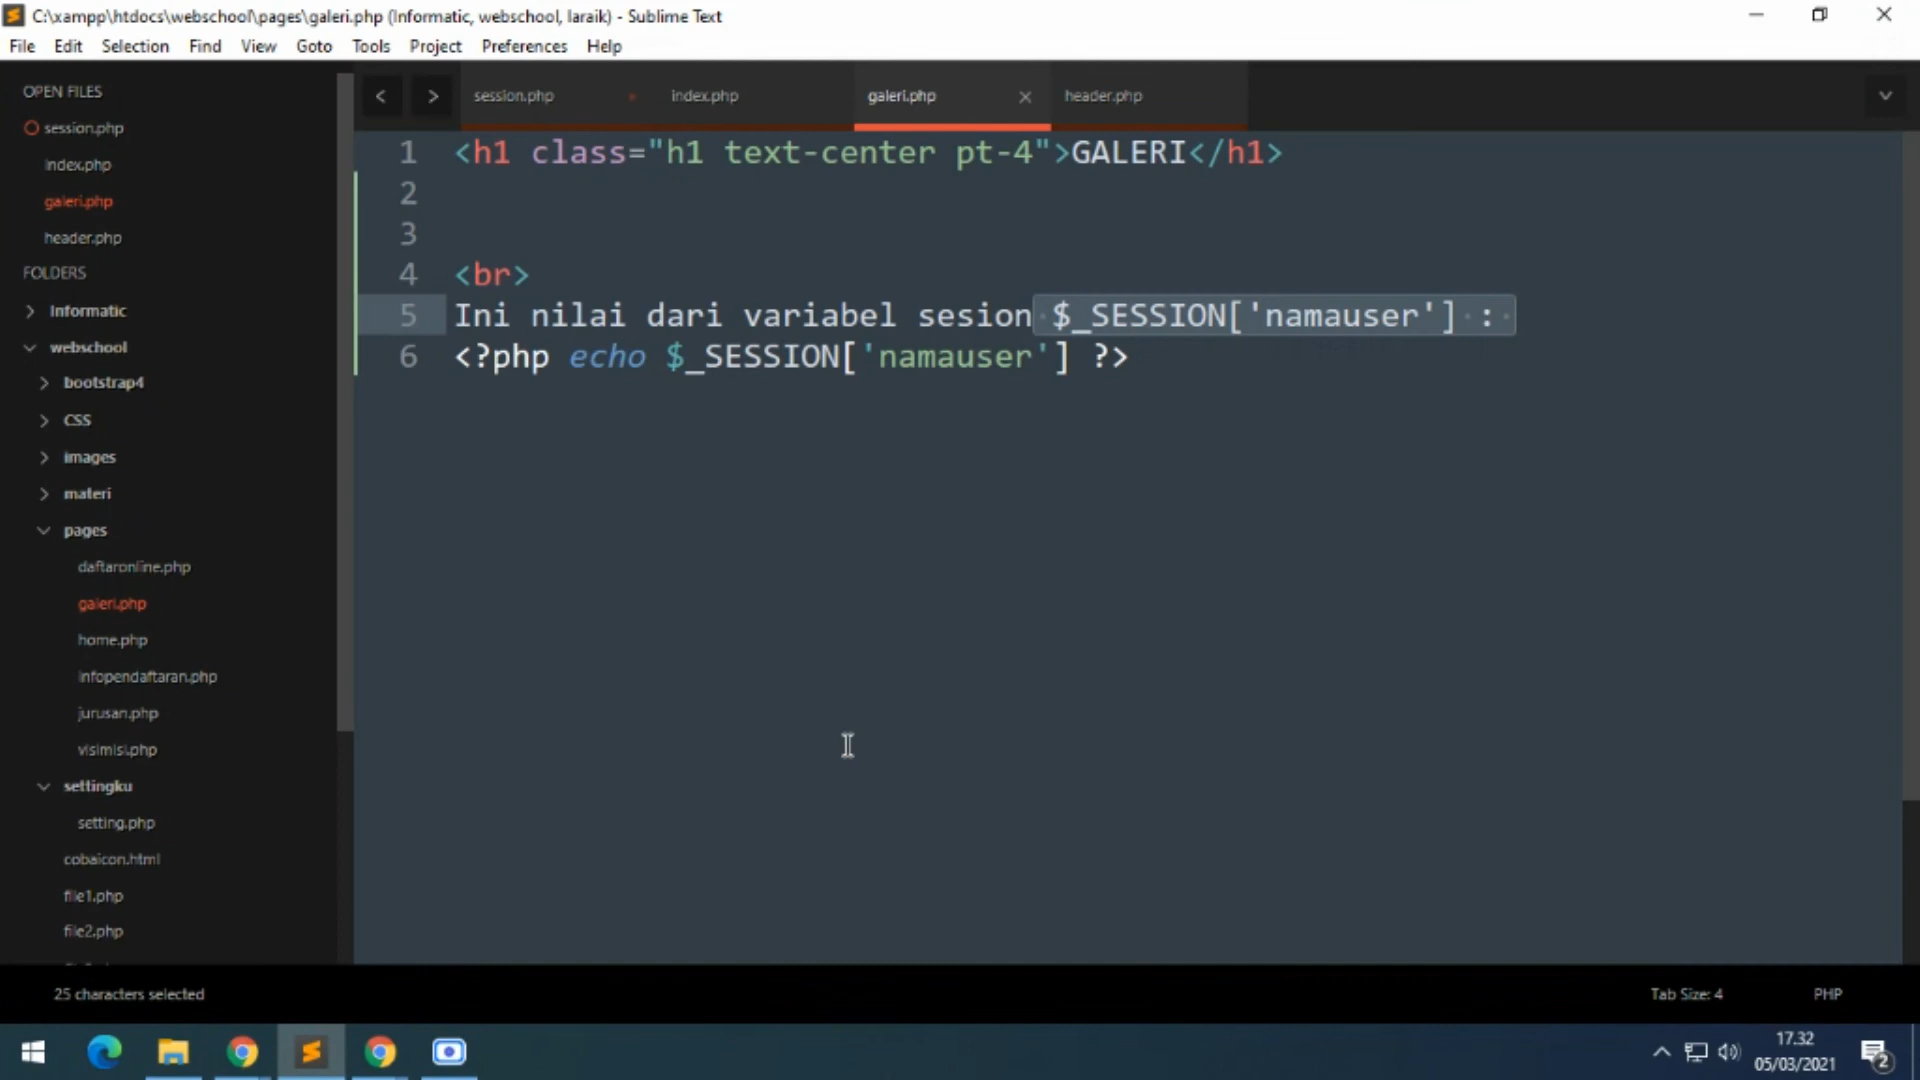 C:\xampp\htdocs\webschool\pages\galeri.php (Informatic, webschool, laraik) - Sublime Text
File Edit Selection Find View Goto Tools Project Preferences Help
OPEN FILES
session.php
index.php
galeri.php
header.php
FOLDERS
Informatic
webschool
bootstrap4
CSS
images
materi
pages
daftaronline.php
galeri.php
home.php
infopendaftaran.php
jurusan.php
visimisi.php
settingku
setting.php
cobaicon.html
file1.php
file2.php
session.php index.php galeri.php header.php
1 <h1 class="h1 text-center pt-4">GALERI</h1>
2
3
4 <br>
5 Ini nilai dari variabel sesion $_SESSION['namauser'] :
6 <?php echo $_SESSION['namauser'] ?>
25 characters selected
Tab Size: 4 PHP
17.32
05/03/2021
2